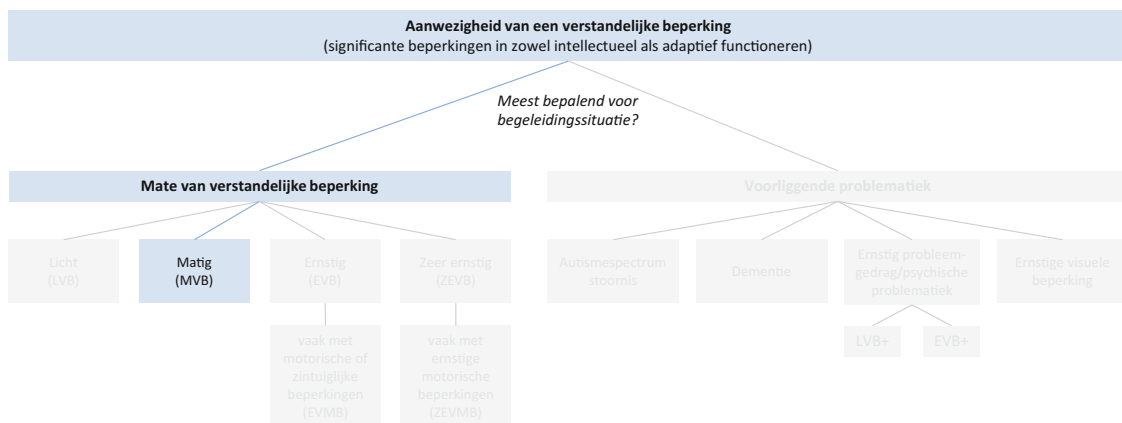 Aanwezigheid van een verstandelijke beperking
(significante beperkingen in zowel intellectueel als adaptief functioneren)
Meest bepalend voor
begeleidingssituatie?
Mate van verstandelijke beperking
Voorliggende problematiek
Licht
(LVB)
Matig
(MVB)
Ernstig
(EVB)
Zeer ernstig
(ZEVB)
Autismespectrum
stoornis
Dementie
Ernstig probleem-
gedrag/psychische
problematiek
Ernstige visuele
beperking
vaak met
motorische of
zintuiglijke
beperkingen
(EVMB)
vaak met
ernstige
motorische
beperkingen
(ZEVMB)
LVB+
EVB+